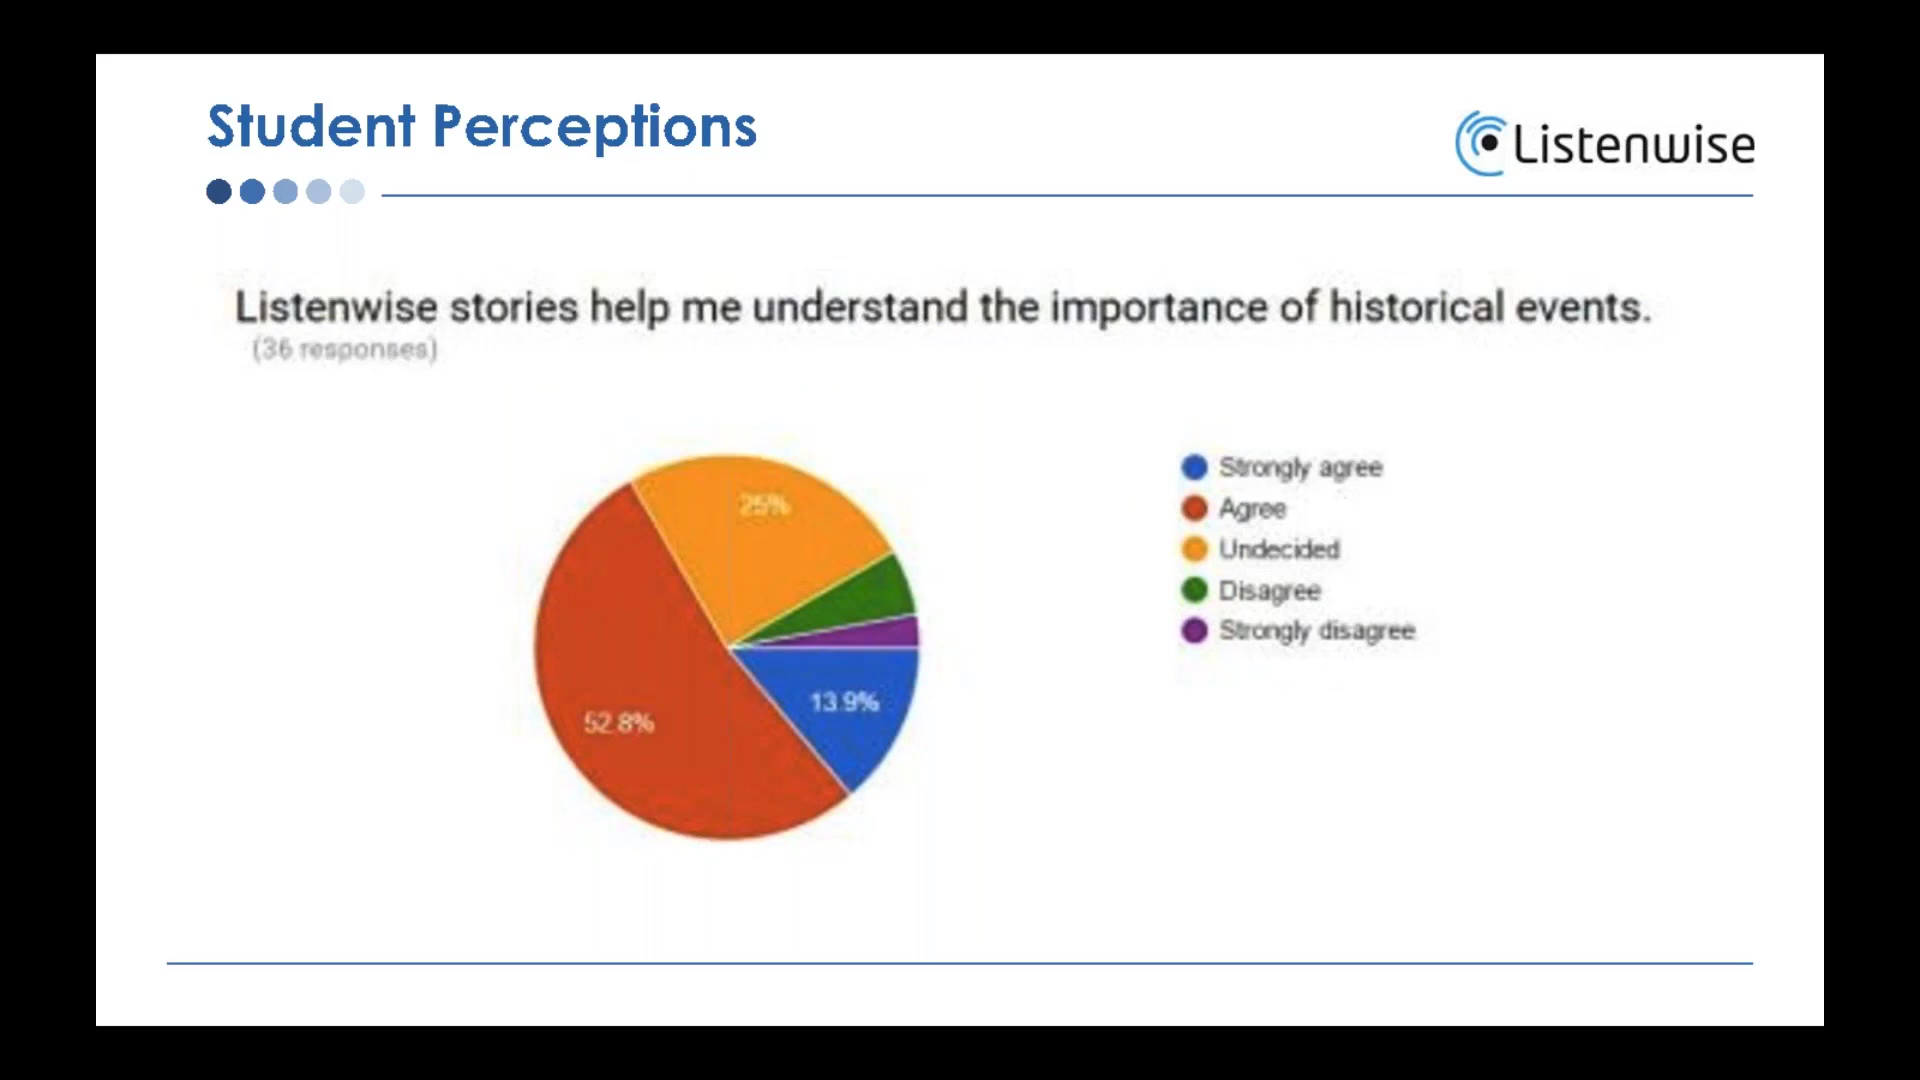 Student Perceptions
Listenwise
Listenwise stories help me understand the importance of historical events.
(36 responses)
25%
13.9%
52.8%
Strongly agree
Agree
Undecided
Disagree
Strongly disagree